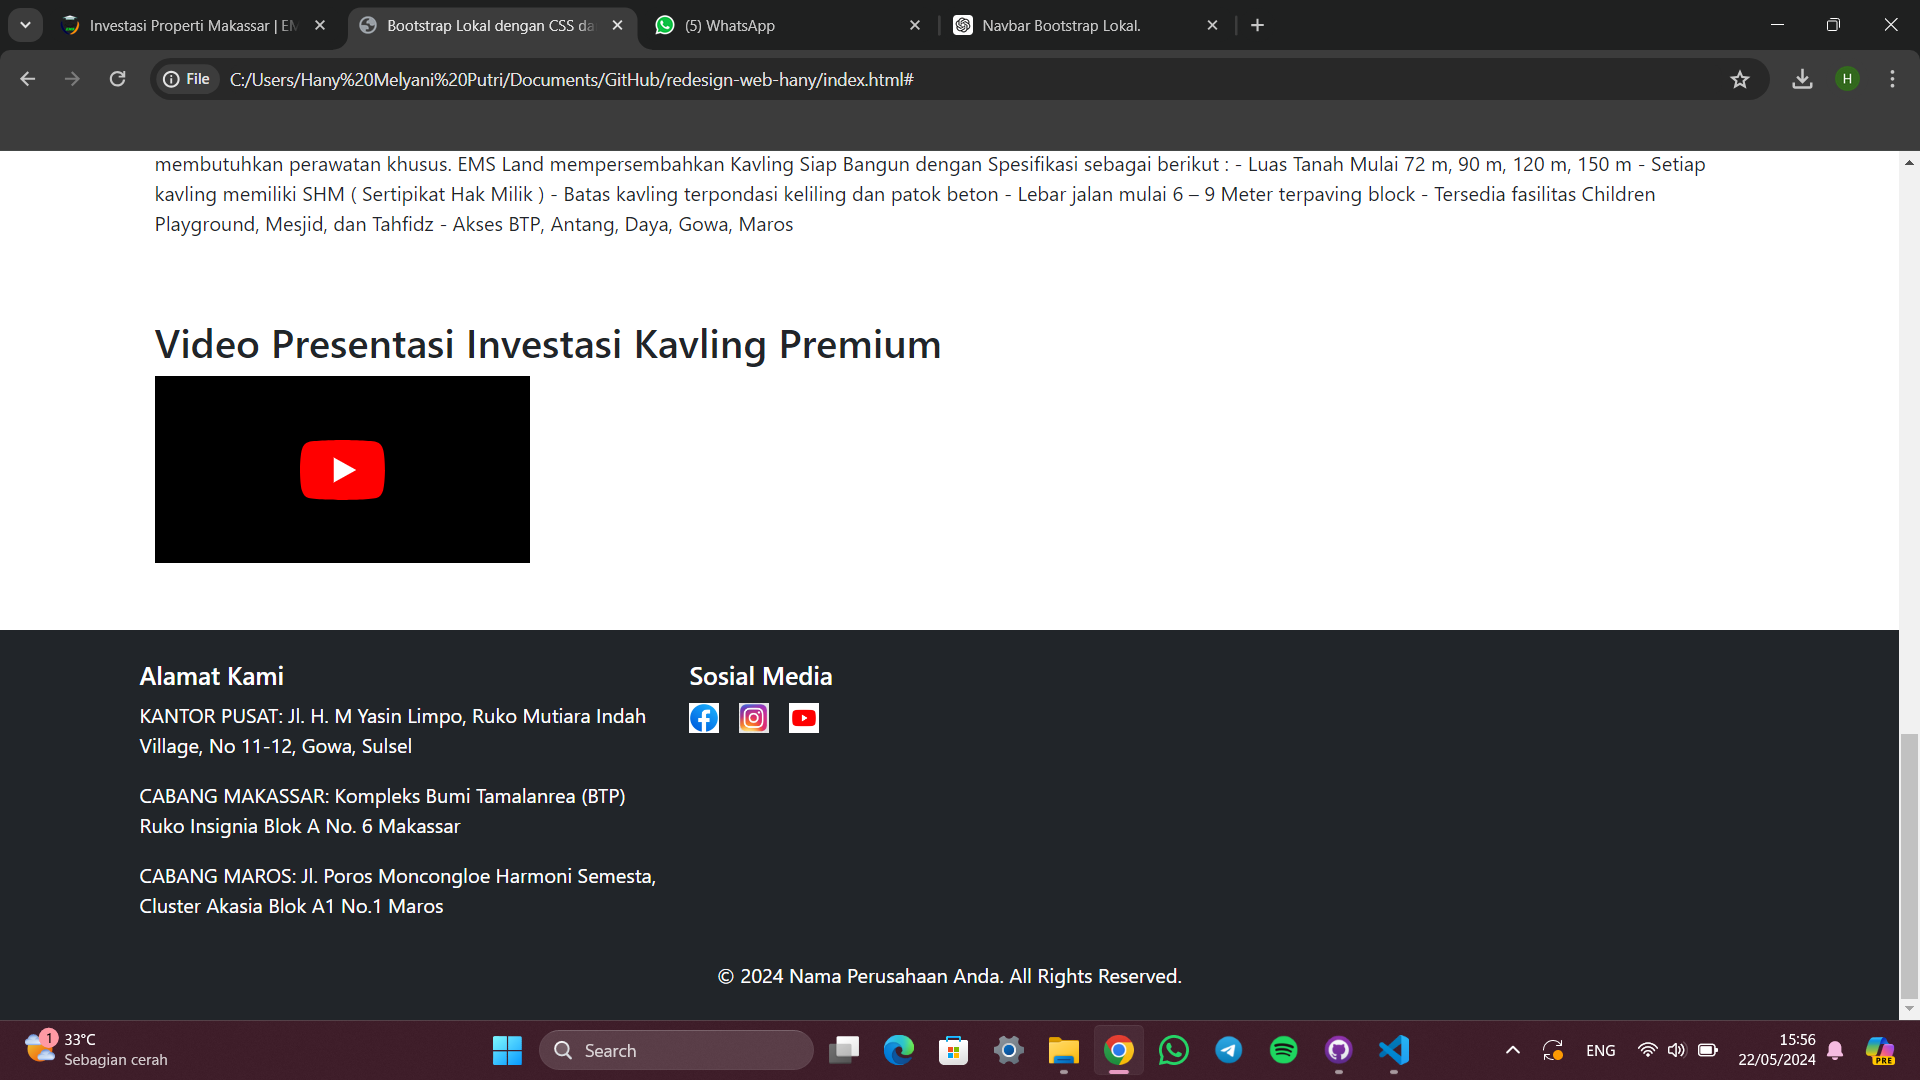 Investasi Properti Makassar | EM
Bootstrap Lokal dengan CSS da
(5) WhatsApp
Navbar Bootstrap Lokal.
File
C:/Users/Hany%20Melyani%20Putri/Documents/GitHub/redesign-web-hany/index.html#
H
membutuhkan perawatan khusus. EMS Land mempersembahkan Kavling Siap Bangun dengan Spesifikasi sebagai berikut : - Luas Tanah Mulai 72 m, 90 m, 120 m, 150 m - Setiap
kavling memiliki SHM ( Sertipikat Hak Milik ) - Batas kavling terpondasi keliling dan patok beton - Lebar jalan mulai 6 – 9 Meter terpaving block - Tersedia fasilitas Children
Playground, Mesjid, dan Tahfidz - Akses BTP, Antang, Daya, Gowa, Maros
Video Presentasi Investasi Kavling Premium
Alamat Kami
KANTOR PUSAT: Jl. H. M Yasin Limpo, Ruko Mutiara Indah
Village, No 11-12, Gowa, Sulsel
CABANG MAKASSAR: Kompleks Bumi Tamalanrea (BTP)
Ruko Insignia Blok A No. 6 Makassar
CABANG MAROS: Jl. Poros Moncongloe Harmoni Semesta,
Cluster Akasia Blok A1 No.1 Maros
Sosial Media
© 2024 Nama Perusahaan Anda. All Rights Reserved.
1
33°C
Sebagian cerah
Search
ENG
15:56
22/05/2024
PRE